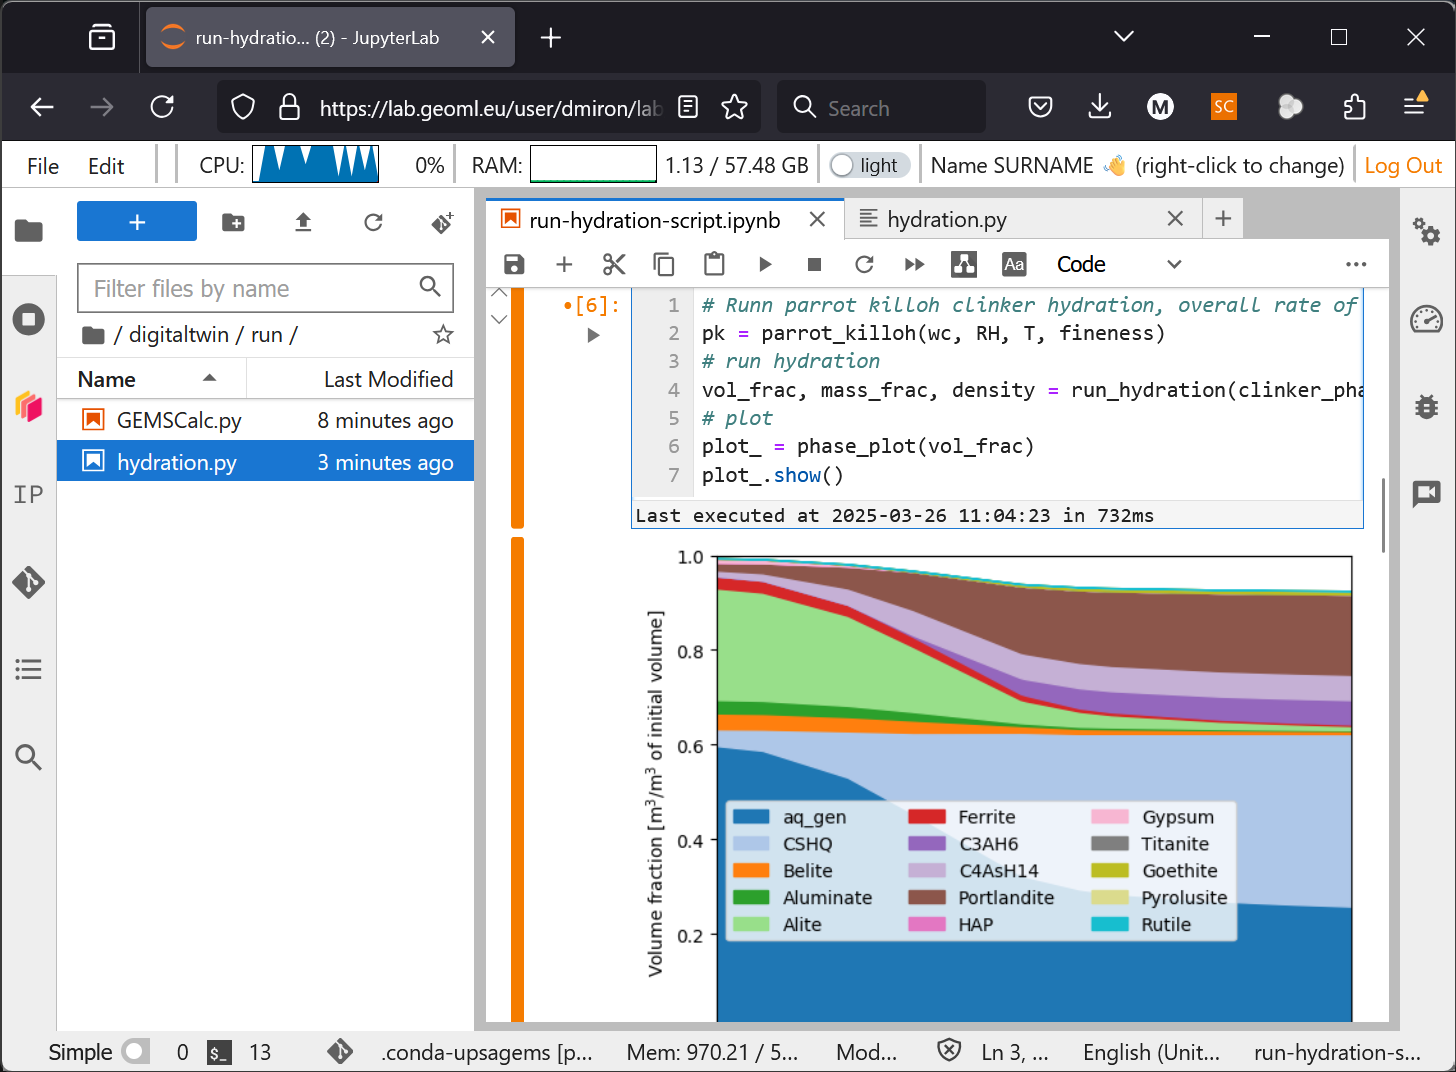 run-hydratio... (2) - JupyterLab
https://lab.geoml.eu/user/dmiron/lab
Search
M
SC
File Edit CPU: 0% RAM: 1.13 / 57.48 GB light Name SURNAME 👋 (right-click to change) Log Out
+
Filter files by name
/ digitaltwin / run /
Name Last Modified
GEMSCalc.py 8 minutes ago
hydration.py 3 minutes ago
IP
run-hydration-script.ipynb
hydration.py
Aa
Code
[6]:
1 # Runn parrot killoh clinker hydration, overall rate of
2 pk = parrot_killoh(wc, RH, T, fineness)
3 # run hydration
4 vol_frac, mass_frac, density = run_hydration(clinker_pha
5 # plot
6 plot_ = phase_plot(vol_frac)
7 plot_.show()
Last executed at 2025-03-26 11:04:23 in 732ms
1.0
0.8
0.6
0.4
0.2
Volume fraction [m³/m³ of initial volume]
aq_gen
CSHQ
Belite
Aluminate
Alite
Ferrite
C3AH6
C4AsH14
Portlandite
HAP
Gypsum
Titanite
Goethite
Pyrolusite
Rutile
Simple 0 $_ 13 .conda-upsagems [p... Mem: 970.21 / 5... Mod... Ln 3, ... English (Unit... run-hydration-s...